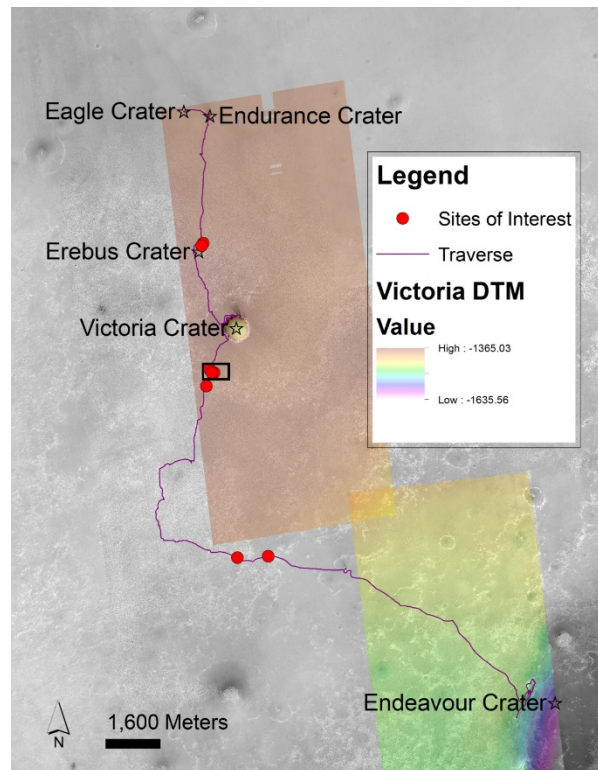 Eagle Crater
Endurance Crater
Legend
Sites of Interest
Traverse
Victoria DTM
Value
High : -1365.03
Low : -1635.56
Erebus Crater
Victoria Crater
Endeavour Crater
1,600 Meters
N